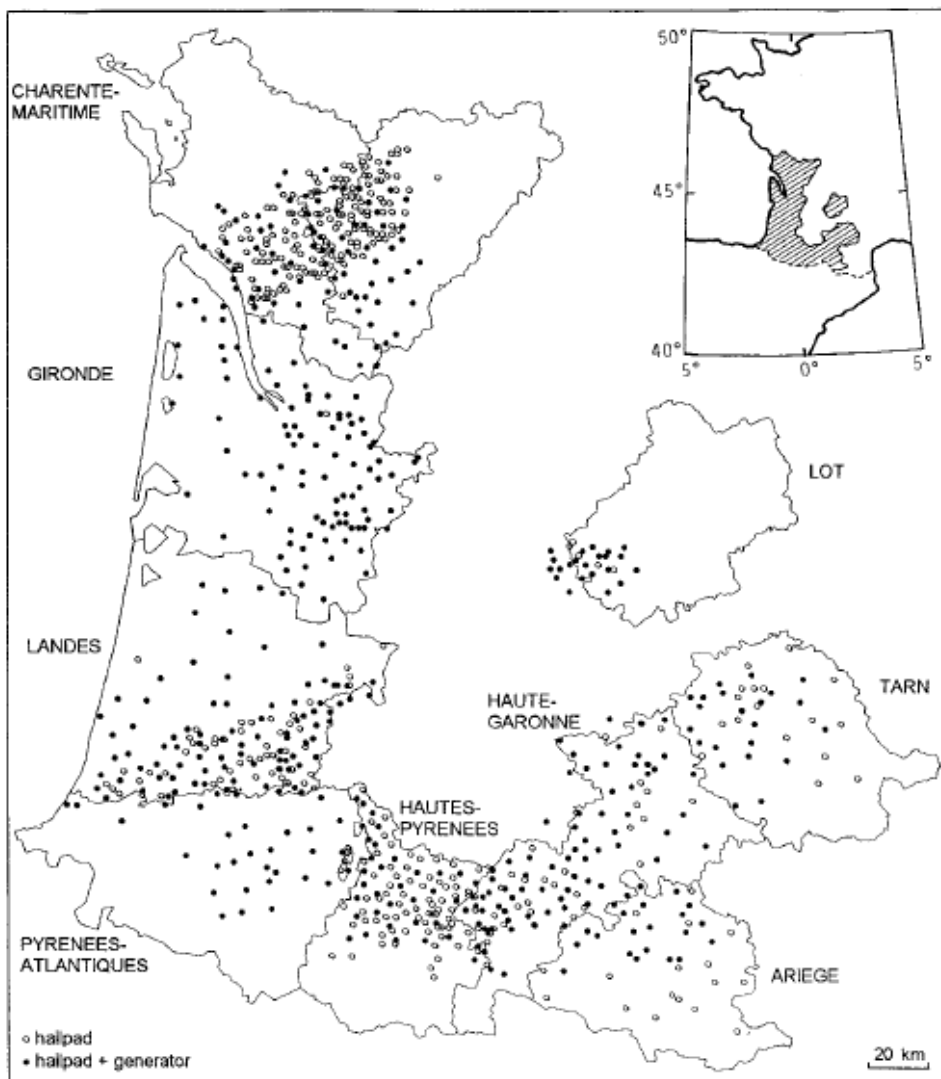 CHARENTE-
MARITIME
50°
45°
40°
5°
0°
5°
GIRONDE
LOT
LANDES
HAUTE-
GARONNE
TARN
HAUTES-
PYRENEES
PYRENEES-
ATLANTIQUES
ARIEGE
○ hailpad
● hailpad + generator
20 km